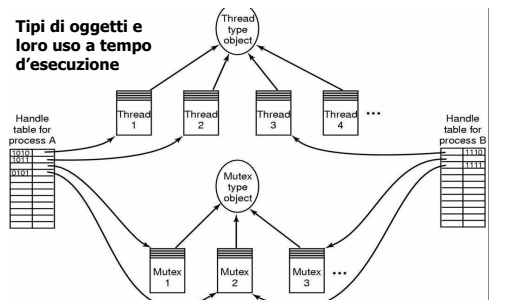 Tipi di oggetti e
loro uso a tempo
d'esecuzione
Thread
type
object
Handle
table for
process A
Thread
1
Thread
2
Thread
3
Thread
4
...
Handle
table for
process B
1010
1011
0101
1110
1111
Mutex
type
object
Mutex
1
Mutex
2
Mutex
3
...